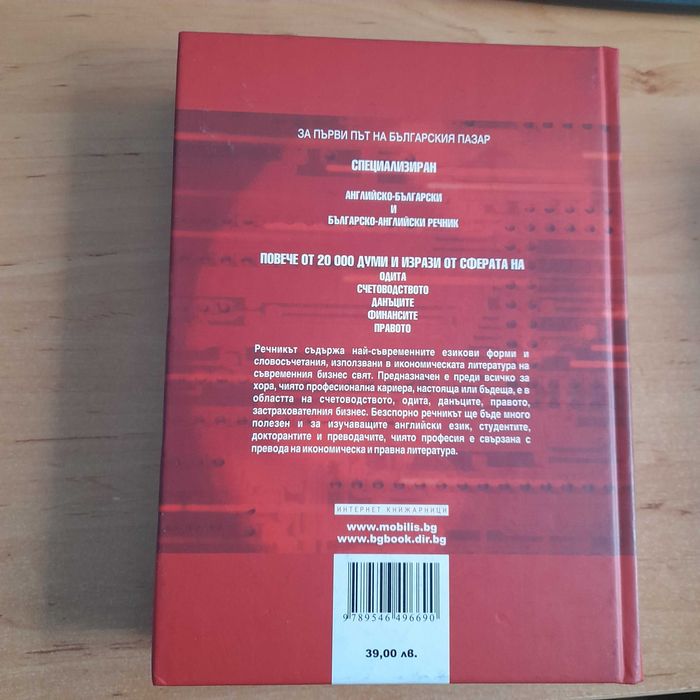 ЗА ПЪРВИ ПЪТ НА БЪЛГАРСКИЯ ПАЗАР
СПЕЦИАЛИЗИРАН
АНГЛИЙСКО-БЪЛГАРСКИ
И
БЪЛГАРСКО-АНГЛИЙСКИ РЕЧНИК
ПОВЕЧЕ ОТ 20 000 ДУМИ И ИЗРАЗИ ОТ СФЕРАТА НА
ОДИТА
СЧЕТОВОДСТВОТО
ДАНЪЦИТЕ
ФИНАНСИТЕ
ПРАВОТО
Речникът съдържа най-съвременните езикови форми и
словосъчетания, използвани в икономическата литература на
съвременния бизнес свят. Предназначен е преди всичко за
хора, чиято професионална кариера, настояща или бъдеща, е в
областта на счетоводството, одита, данъците, правото,
застрахователния бизнес. Безспорно речникът ще бъде много
полезен и за изучаващите английски език, студентите,
докторантите и преводачите, чиято професия е свързана с
превода на икономическа и правна литература.
ИНТЕРНЕТ КНИЖАРНИЦИ
www.mobilis.bg
www.bgbook.dir.bg
9 789546 496690
39,00 лв.